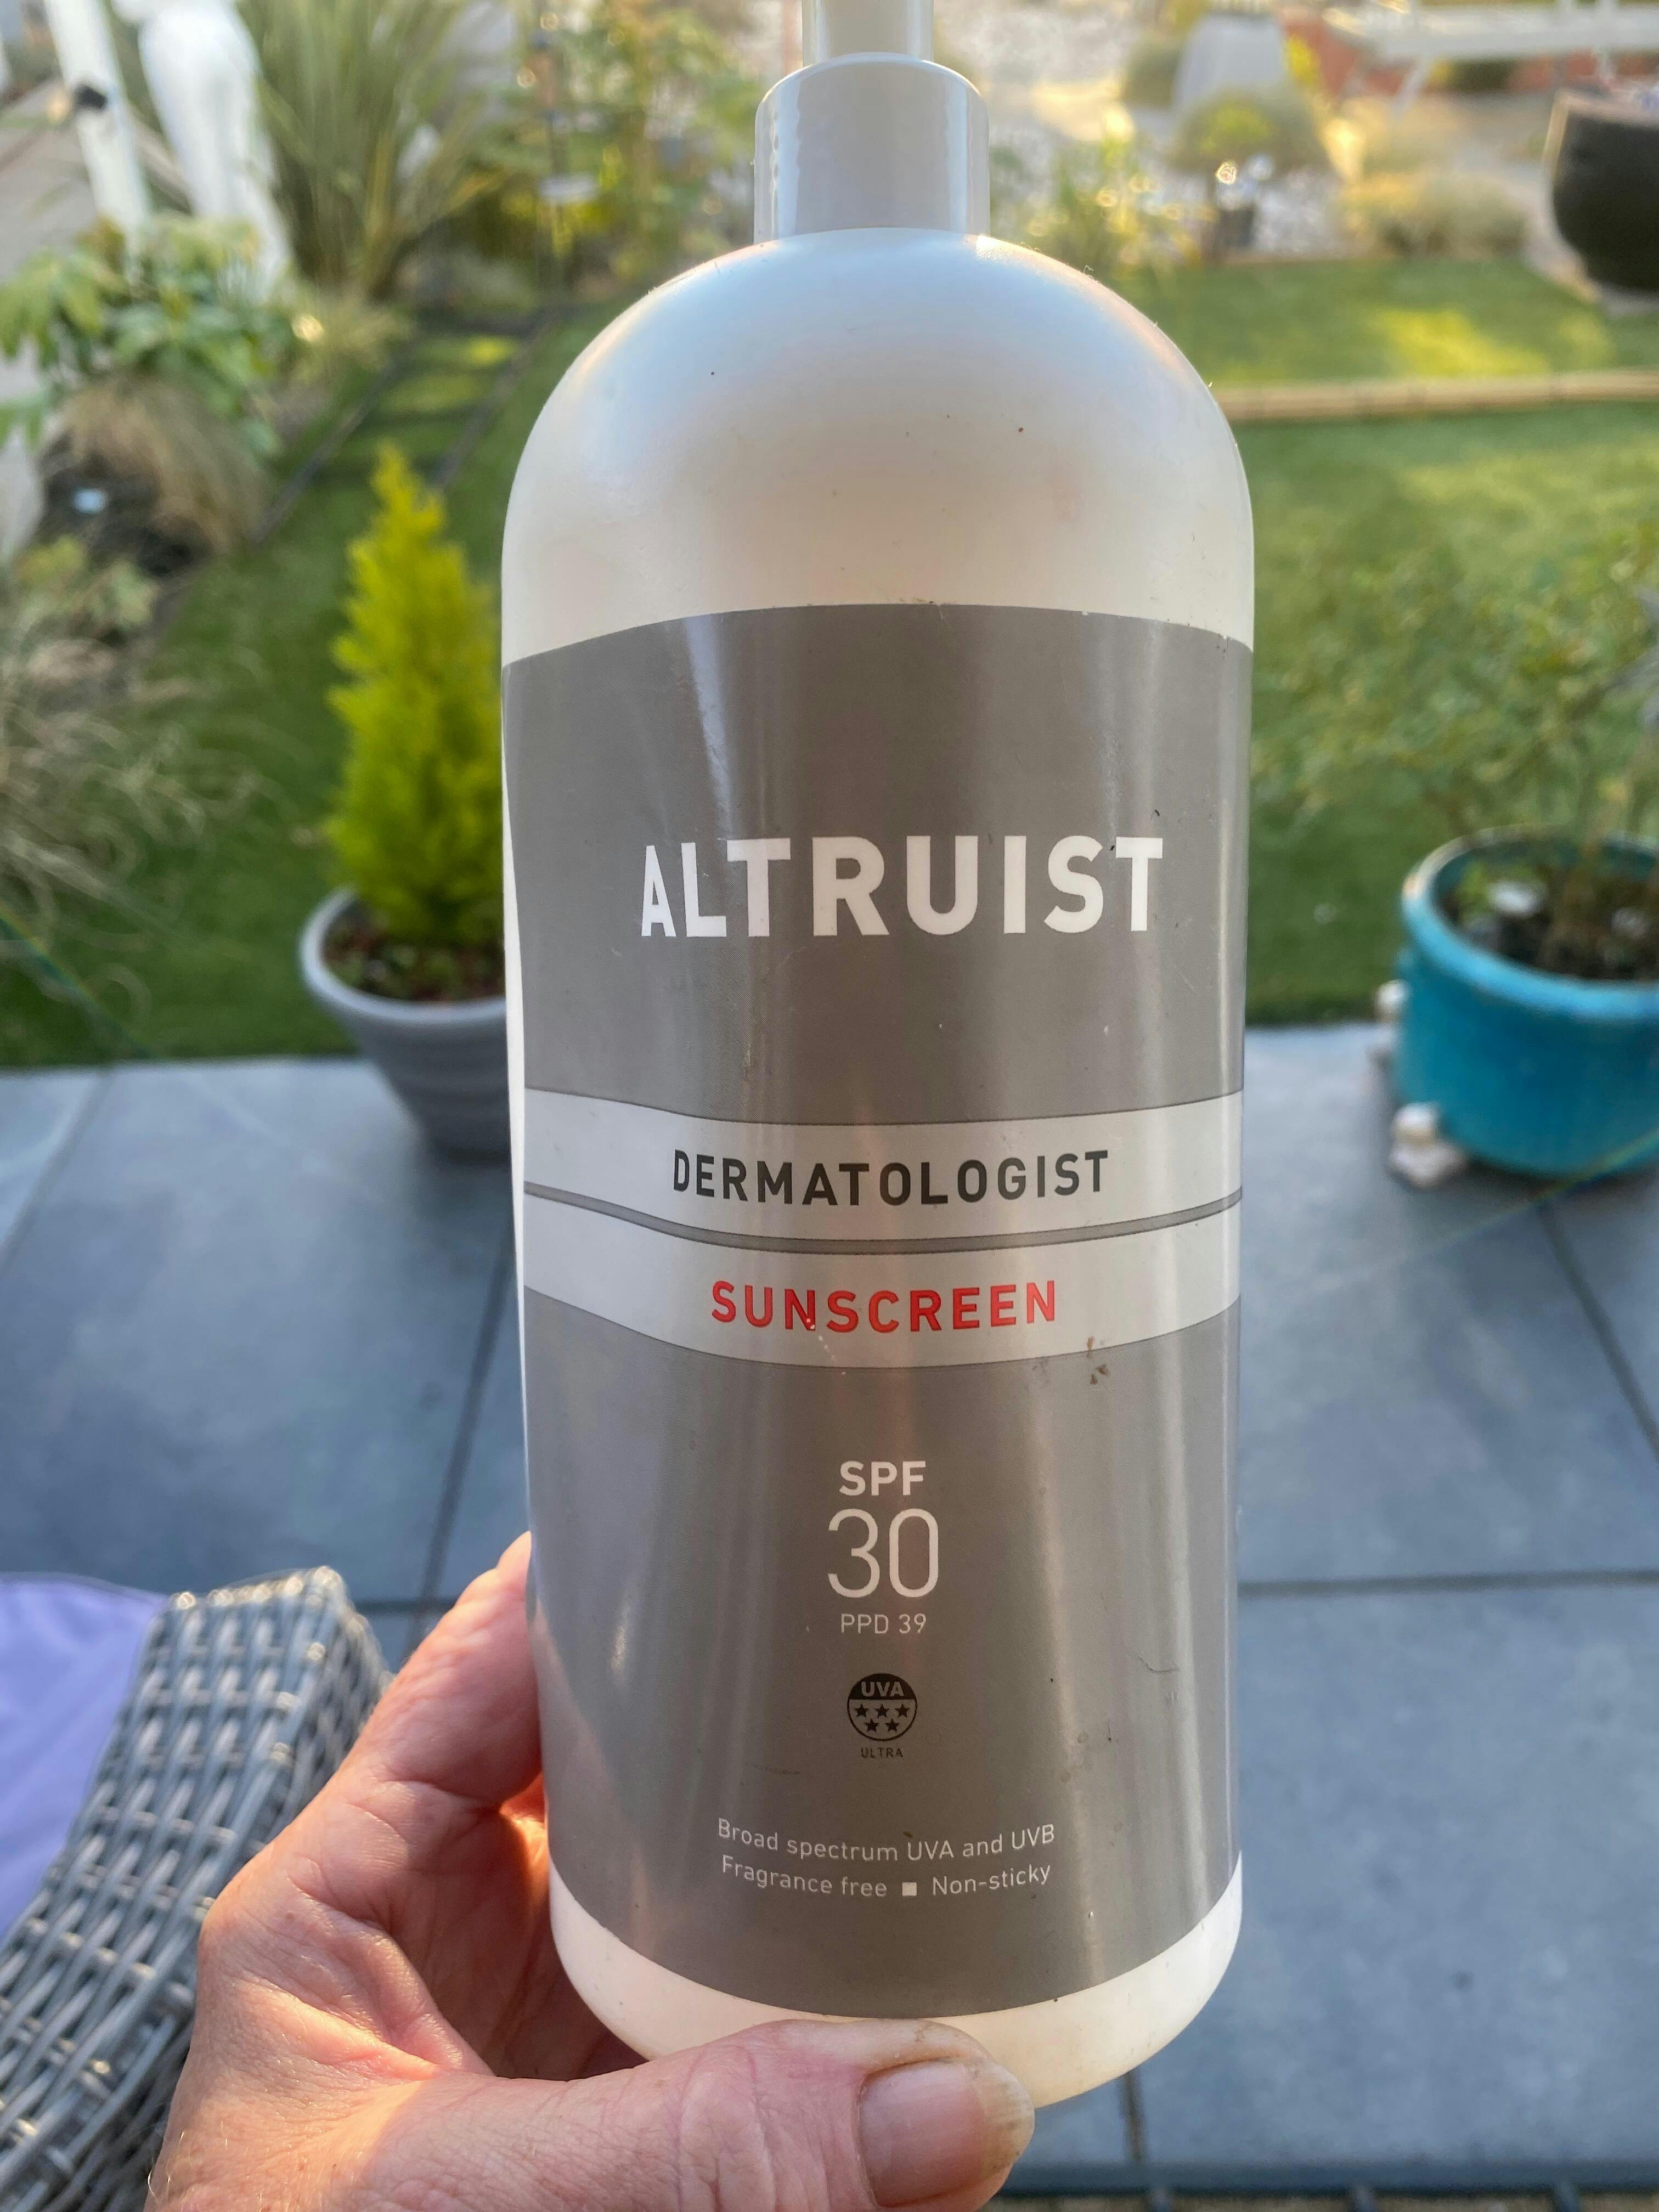 ALTRUIST
DERMATOLOGIST
SUNSCREEN
SPF
30
PPD 39
UVA
ULTRA
Broad spectrum UVA and UVB
Fragrance free ■ Non-sticky